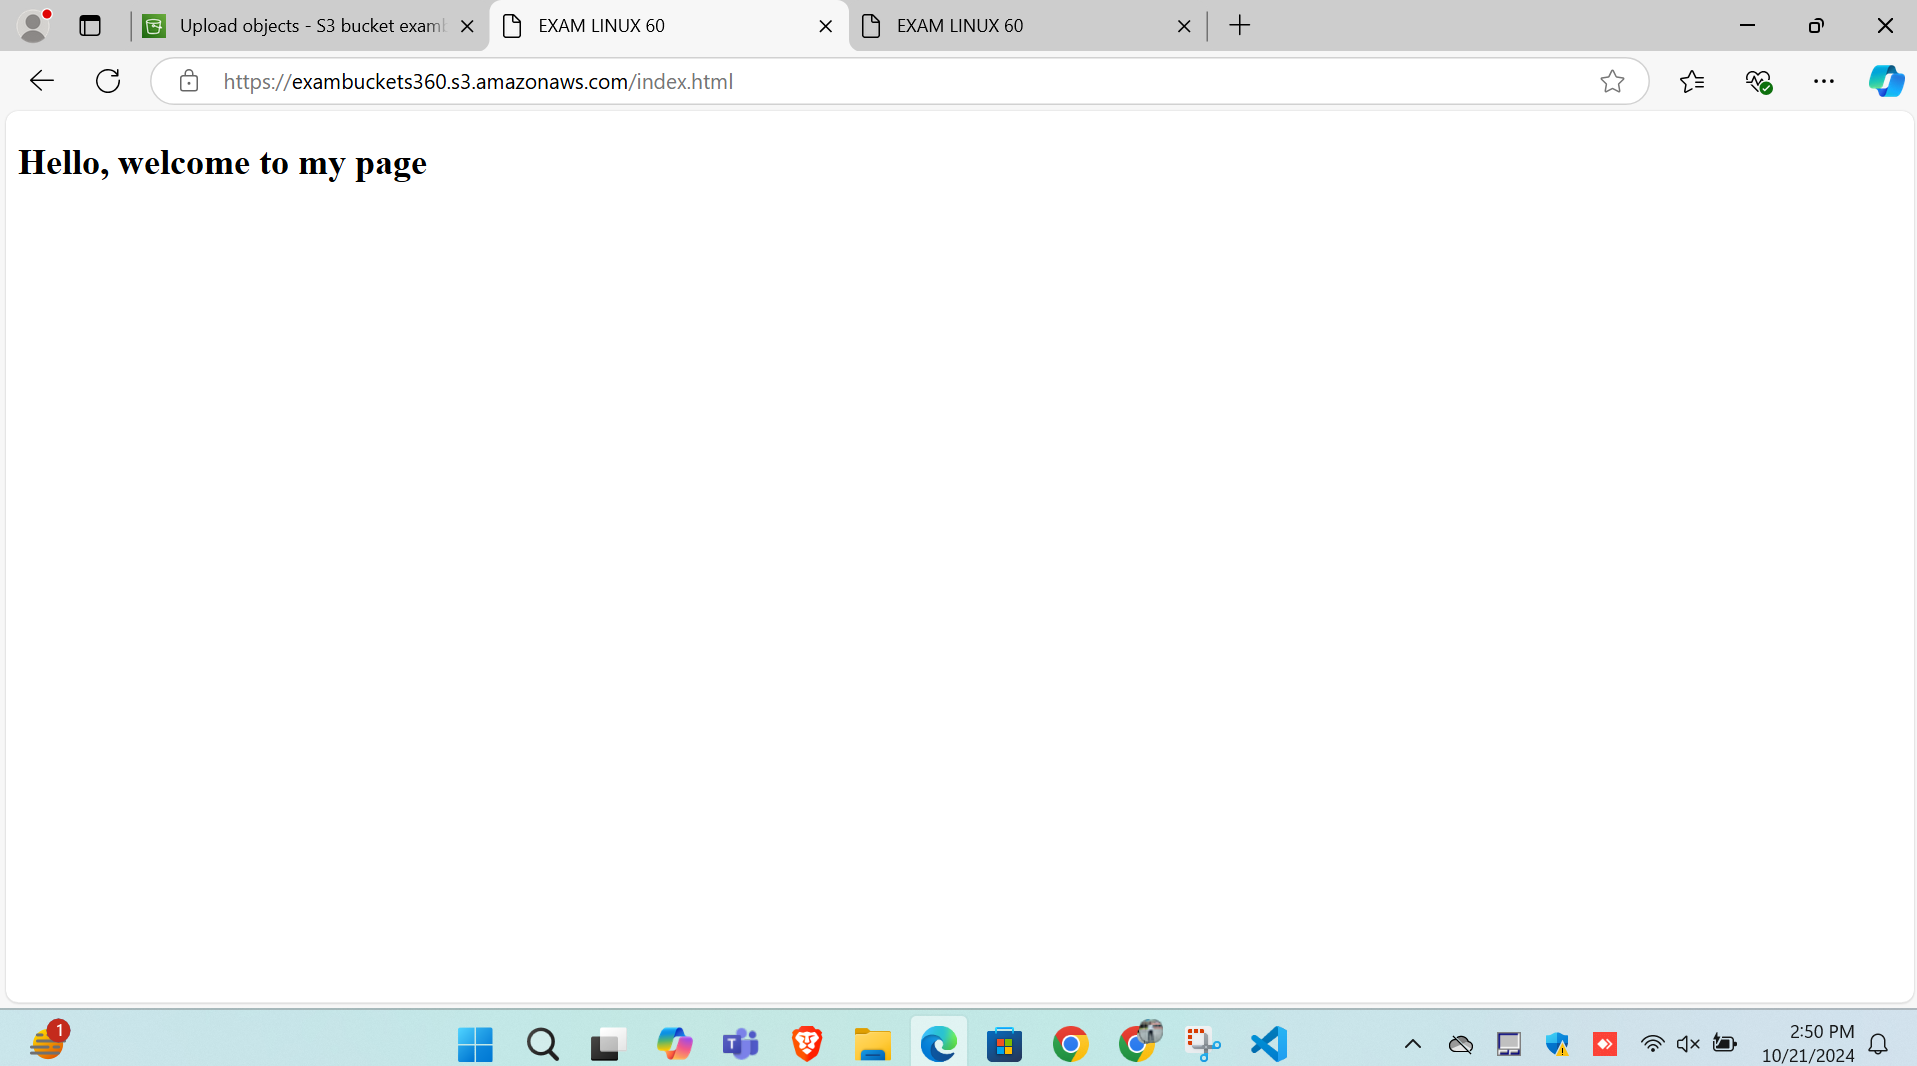 Upload objects - S3 bucket examb
EXAM LINUX 60
EXAM LINUX 60
https://exambuckets360.s3.amazonaws.com/index.html
Hello, welcome to my page
1
T
2:50 PM
10/21/2024